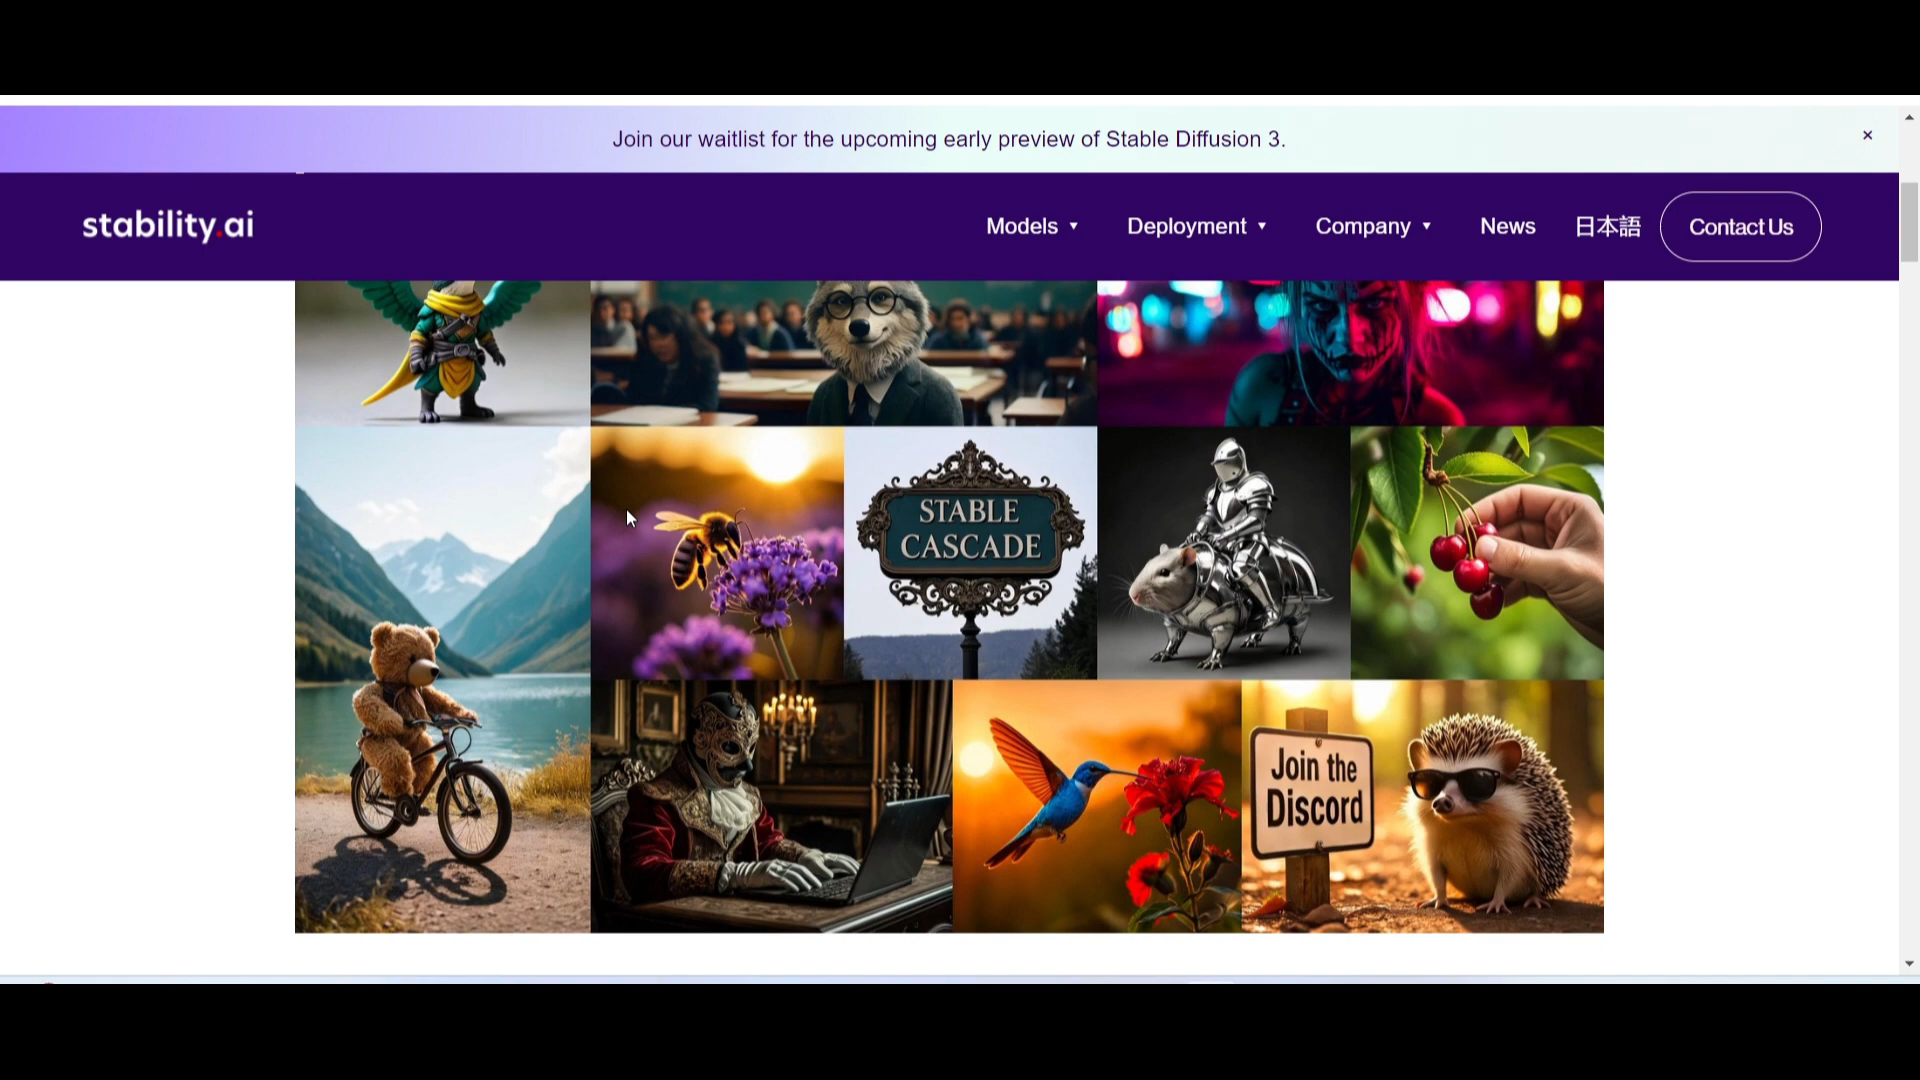 Join our waitlist for the upcoming early preview of Stable Diffusion 3.
×
stability.ai
Models
Deployment
Company
News
日本語
Contact Us
STABLE
CASCADE
Join the
Discord